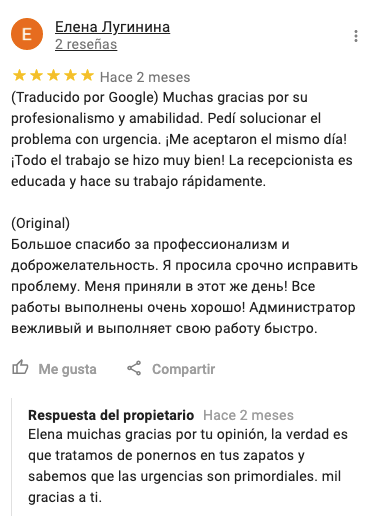 E
Елена Лугинина
2 reseñas
Hace 2 meses
(Traducido por Google) Muchas gracias por su
profesionalismo y amabilidad. Pedí solucionar el
problema con urgencia. ¡Me aceptaron el mismo día!
¡Todo el trabajo se hizo muy bien! La recepcionista es
educada y hace su trabajo rápidamente.
(Original)
Большое спасибо за профессионализм и
доброжелательность. Я просила срочно исправить
проблему. Меня приняли в этот же день! Все
работы выполнены очень хорошо! Администратор
вежливый и выполняет свою работу быстро.
Me gusta Compartir
Respuesta del propietario Hace 2 meses
Elena muichas gracias por tu opinión, la verdad es
que tratamos de ponernos en tus zapatos y
sabemos que las urgencias son primordiales. mil
gracias a ti.